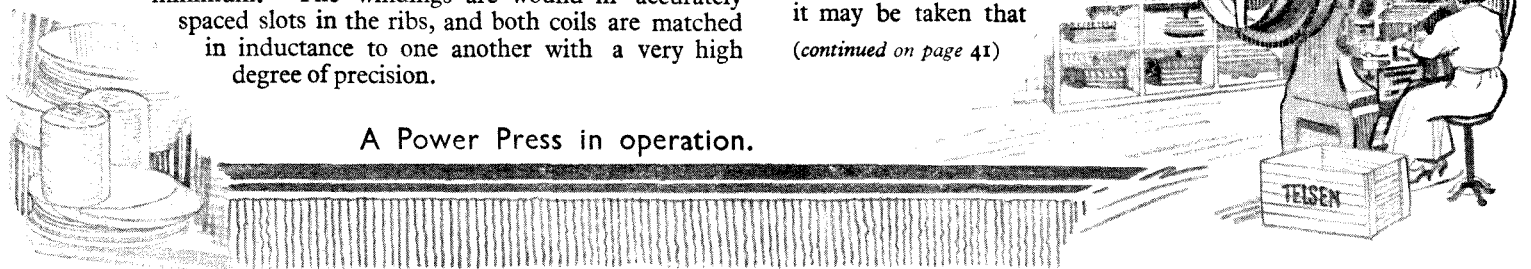 minimum. The windings are wound in accurately
spaced slots in the ribs, and both coils are matched
in inductance to one another with a very high
degree of precision.
it may be taken that
(continued on page 41)
A Power Press in operation.
TELSEN